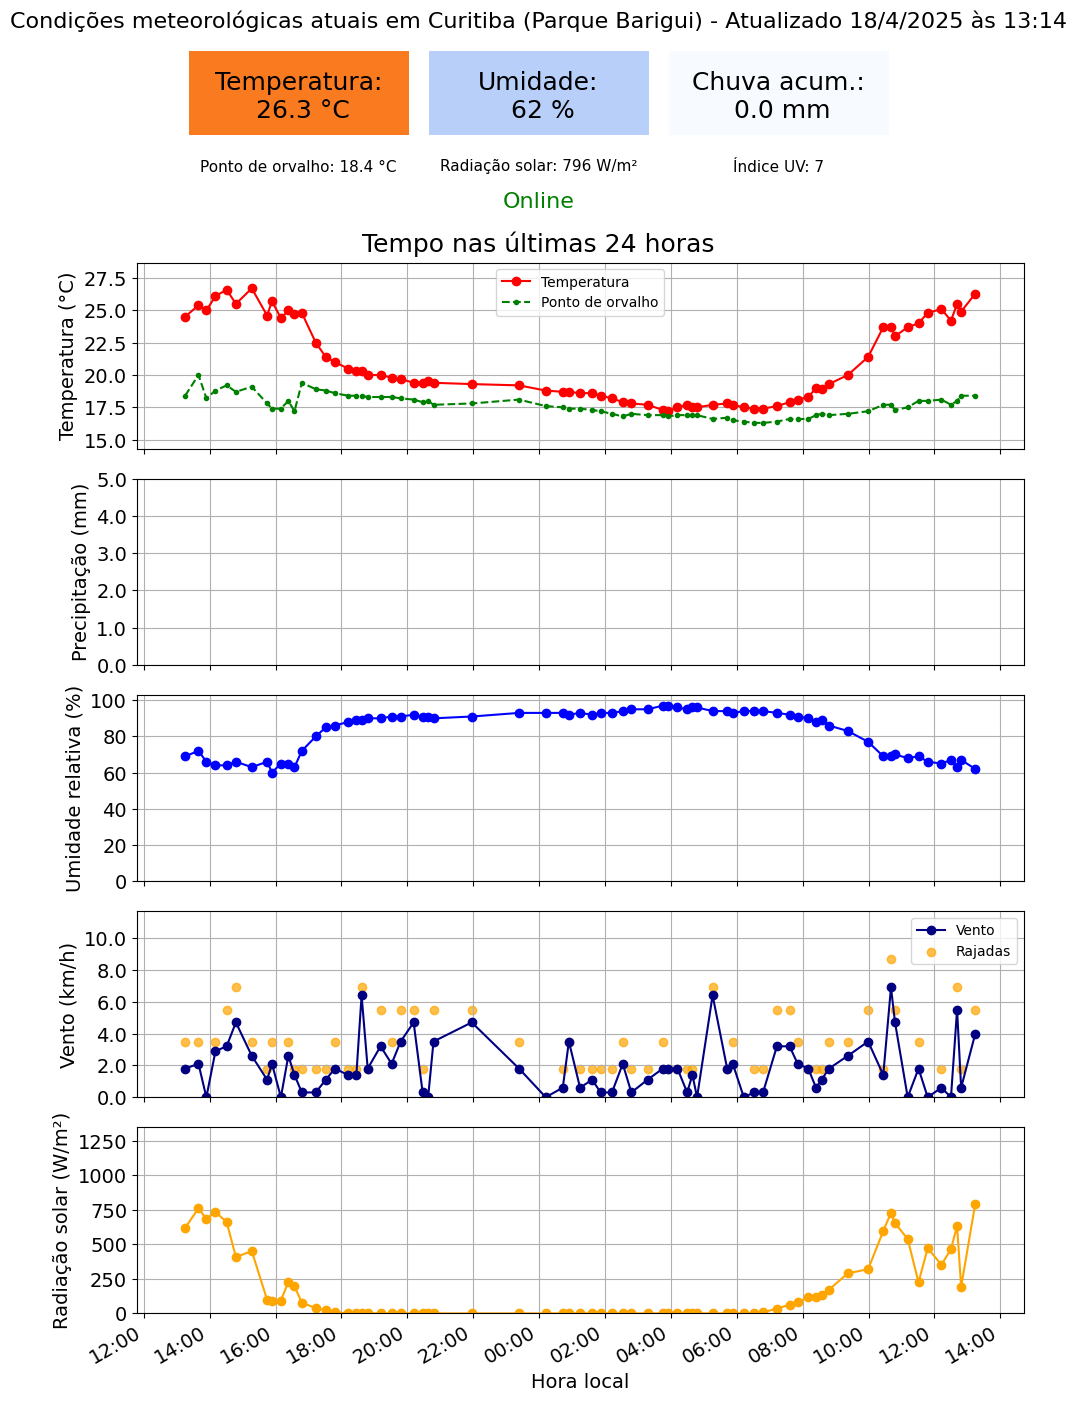 Condições meteorológicas atuais em Curitiba (Parque Barigui) - Atualizado 18/4/2025 às 13:14
Temperatura:
26.3 °C
Umidade:
62 %
Chuva acum.:
0.0 mm
Ponto de orvalho: 18.4 °C
Radiação solar: 796 W/m²
Índice UV: 7
Online
Tempo nas últimas 24 horas
Temperatura (°C)
27.5
25.0
22.5
20.0
17.5
15.0
Temperatura
Ponto de orvalho
Precipitação (mm)
5.0
4.0
3.0
2.0
1.0
0.0
Umidade relativa (%)
100
80
60
40
20
0
Vento (km/h)
10.0
8.0
6.0
4.0
2.0
0.0
Vento
Rajadas
Radiação solar (W/m²)
1250
1000
750
500
250
0
12:00
14:00
16:00
18:00
20:00
22:00
00:00
02:00
04:00
06:00
08:00
10:00
12:00
14:00
Hora local